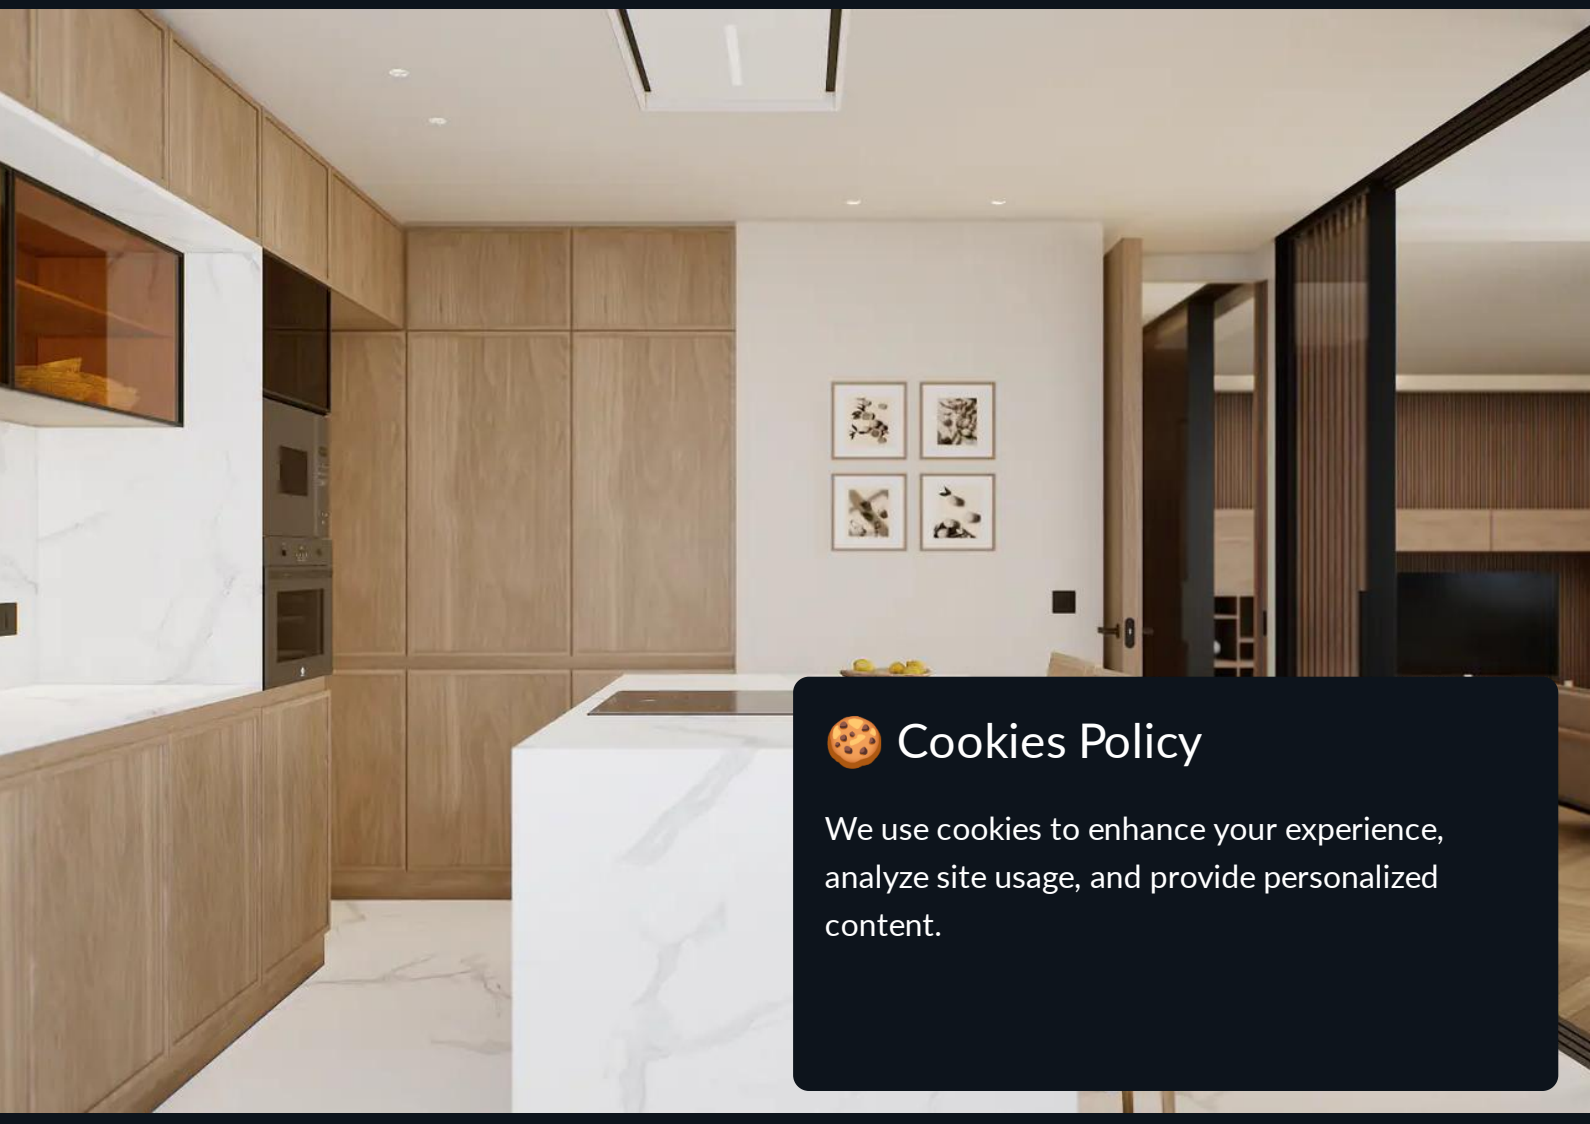 🍪 Cookies Policy
We use cookies to enhance your experience,
analyze site usage, and provide personalized
content.